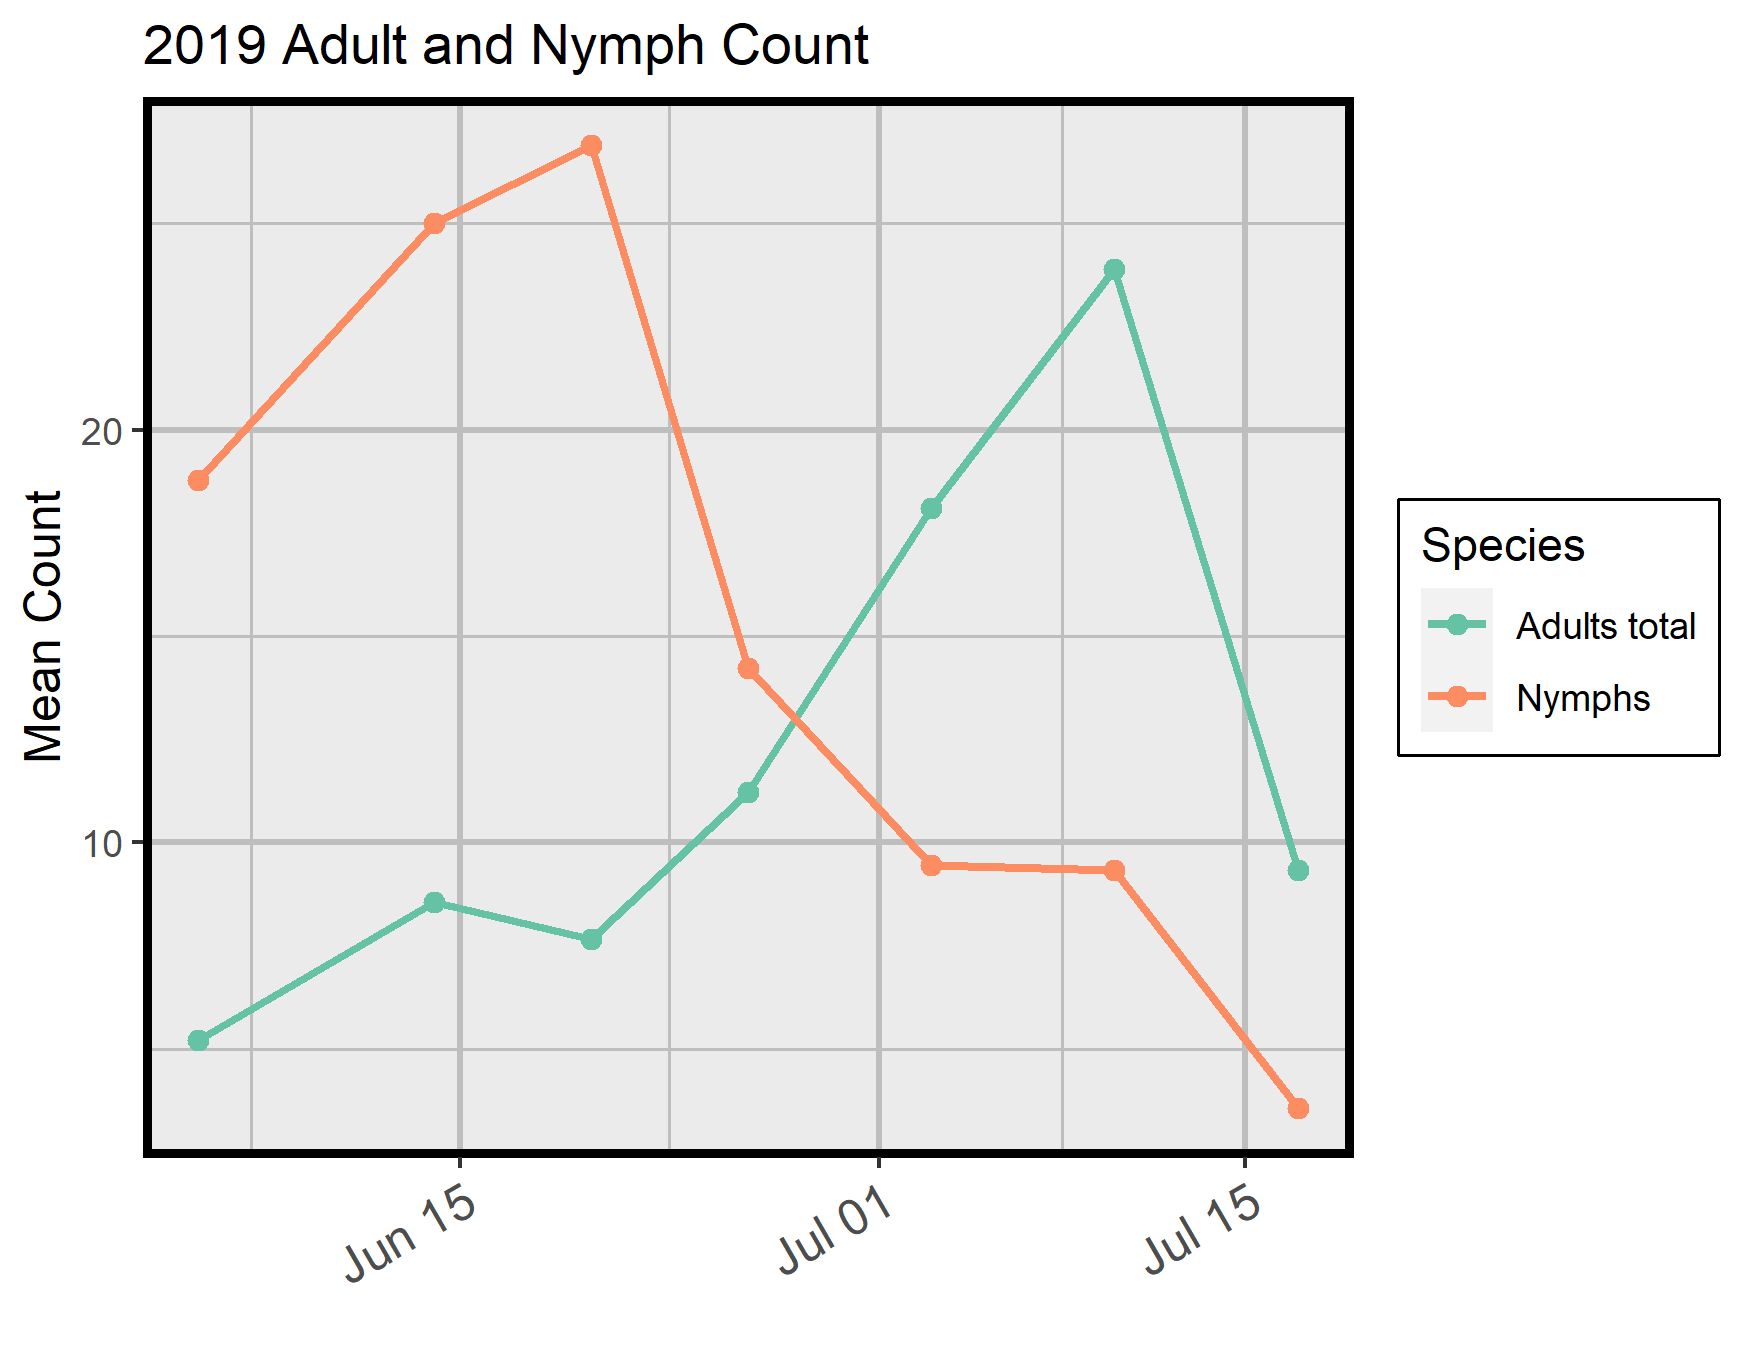 2019 Adult and Nymph Count
Mean Count
20
10
Jun 15
Jul 01
Jul 15
Species
Adults total
Nymphs